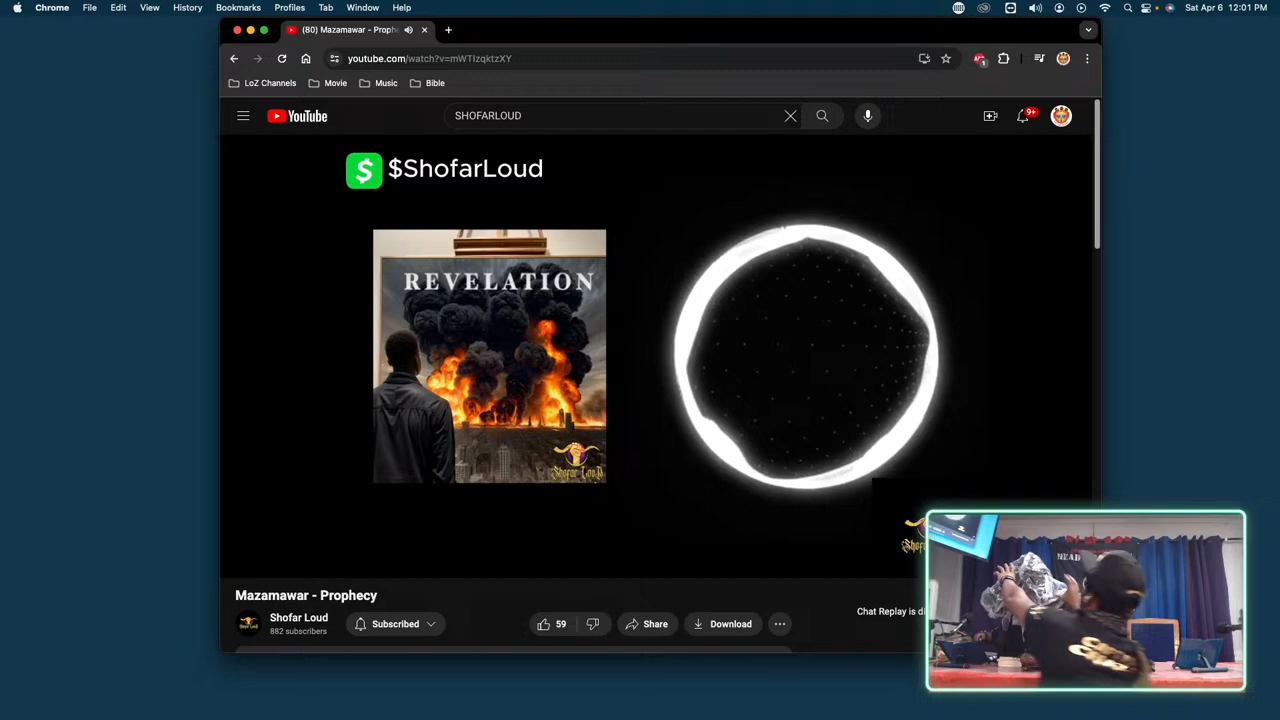 Chrome File Edit View History Bookmarks Profiles Tab Window Help Sat Apr 6 12:01 PM
(80) Mazamawar - Proph
youtube.com/watch?v=mWTIzqktzXY
1
LoZ Channels Movie Music Bible
YouTube SHOFARLOUD 9+
$ShofarLoud
REVELATION
Shofar Loud
Shof
Mazamawar - Prophecy
Shofar Loud
882 subscribers
Subscribed 59 Share Download
Chat Replay is di